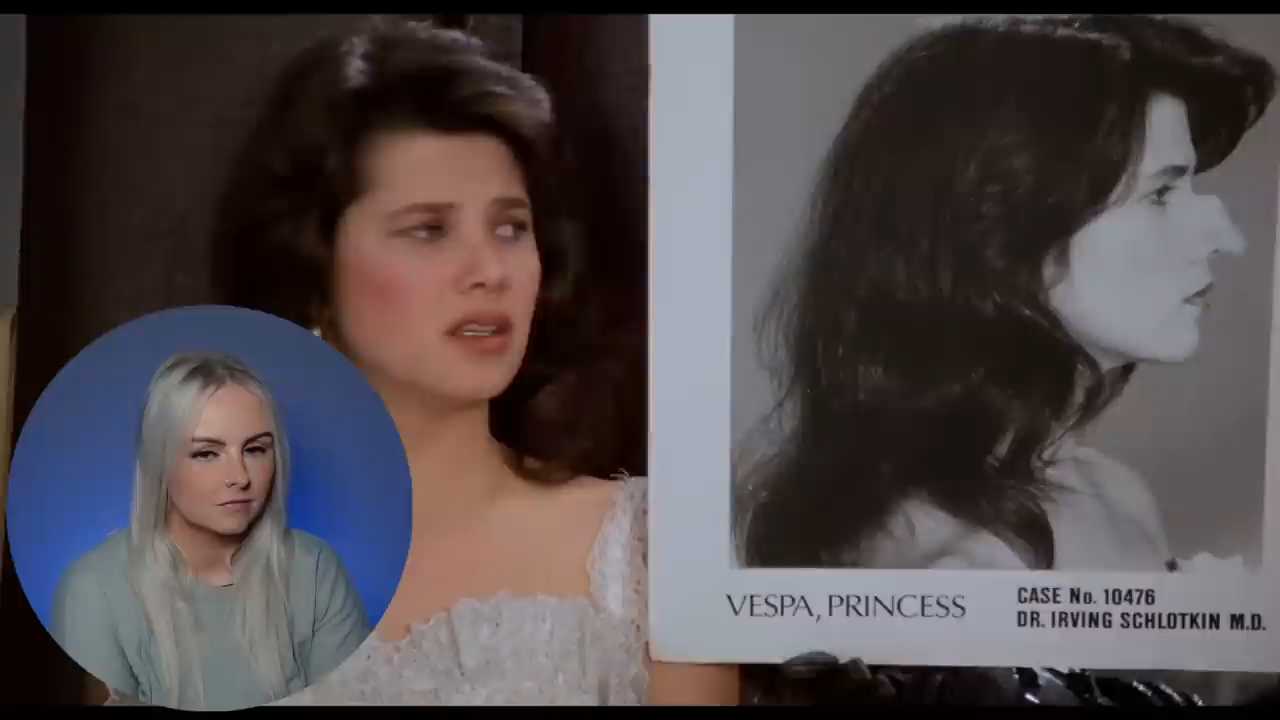 VESPA, PRINCESS
CASE No. 10476
DR. IRVING SCHLOTKIN M.D.